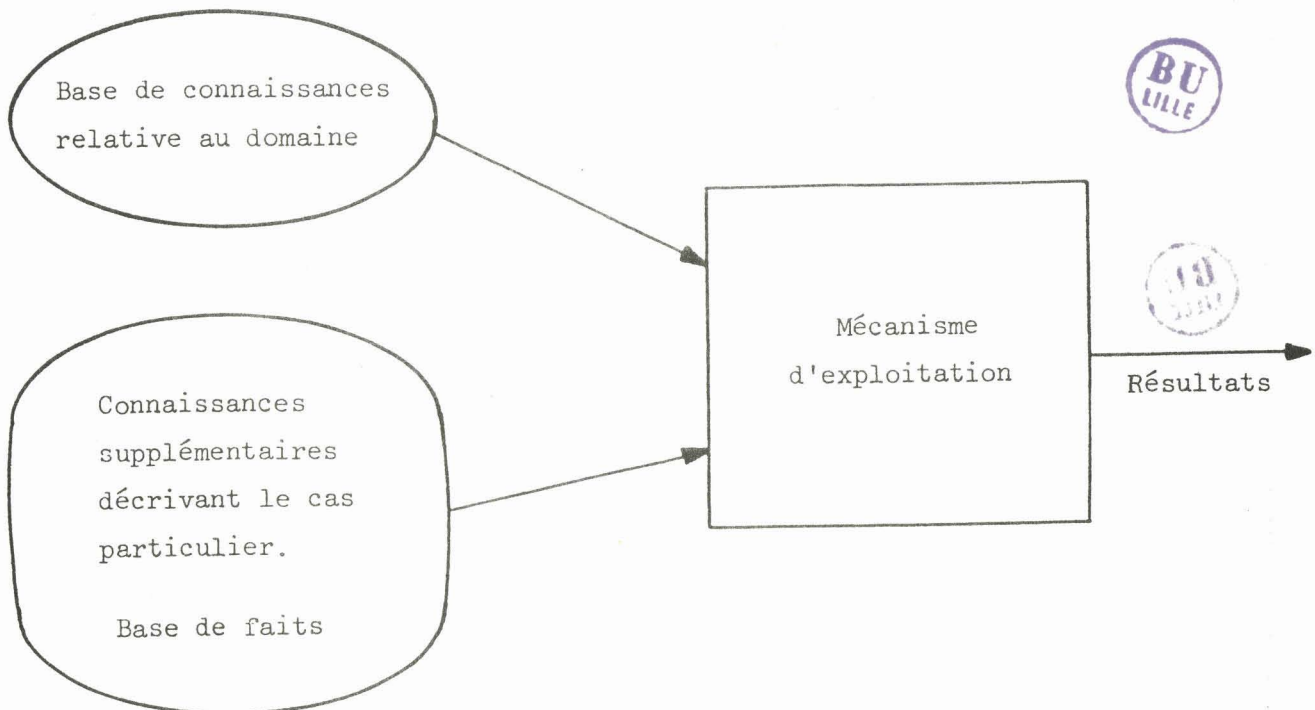 Base de connaissances
relative au domaine
BU
LILLE
Mécanisme
d'exploitation
Résultats
Connaissances
supplémentaires
décrivant le cas
particulier.
Base de faits